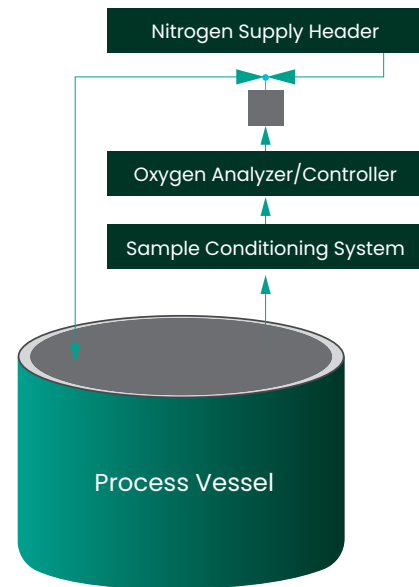 Nitrogen Supply Header
Oxygen Analyzer/Controller
Sample Conditioning System
Process Vessel